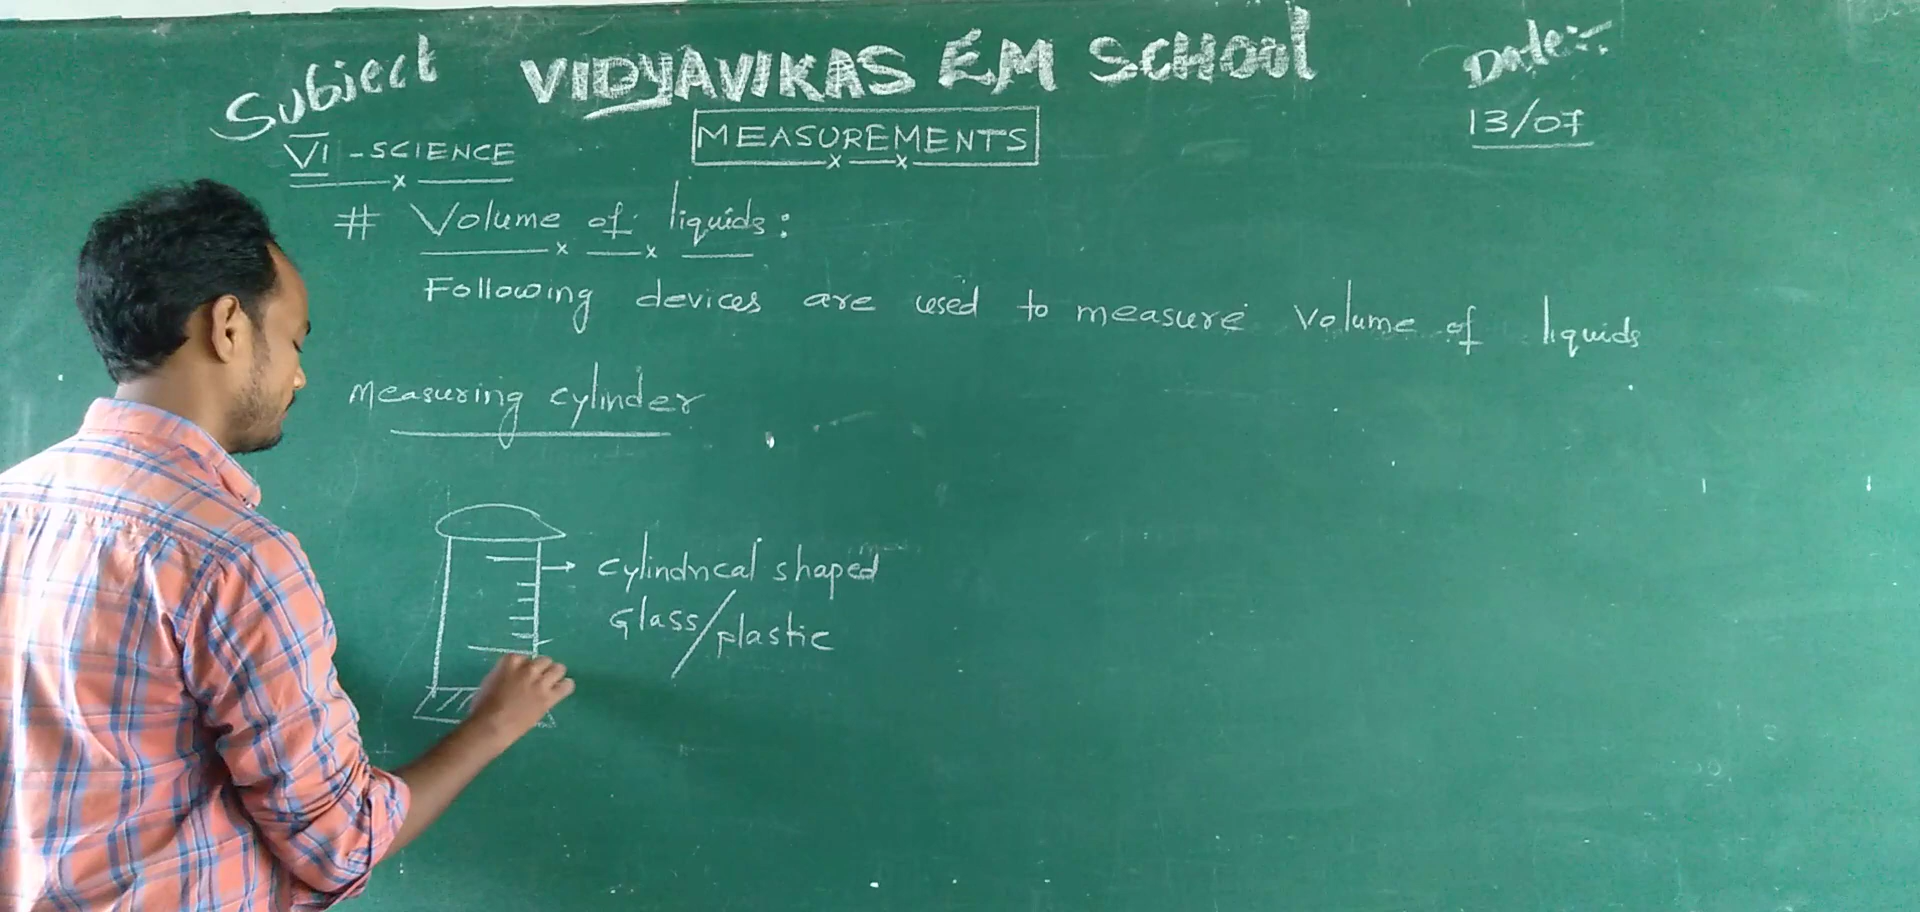 Subject VIDYAVIKAS EM SCHOOL Date:-
VI - SCIENCE MEASUREMENTS 13/07
# Volume of liquids:
Following devices are used to measure volume of liquids
Measuring cylinder
→ cylindrical shaped
Glass/plastic